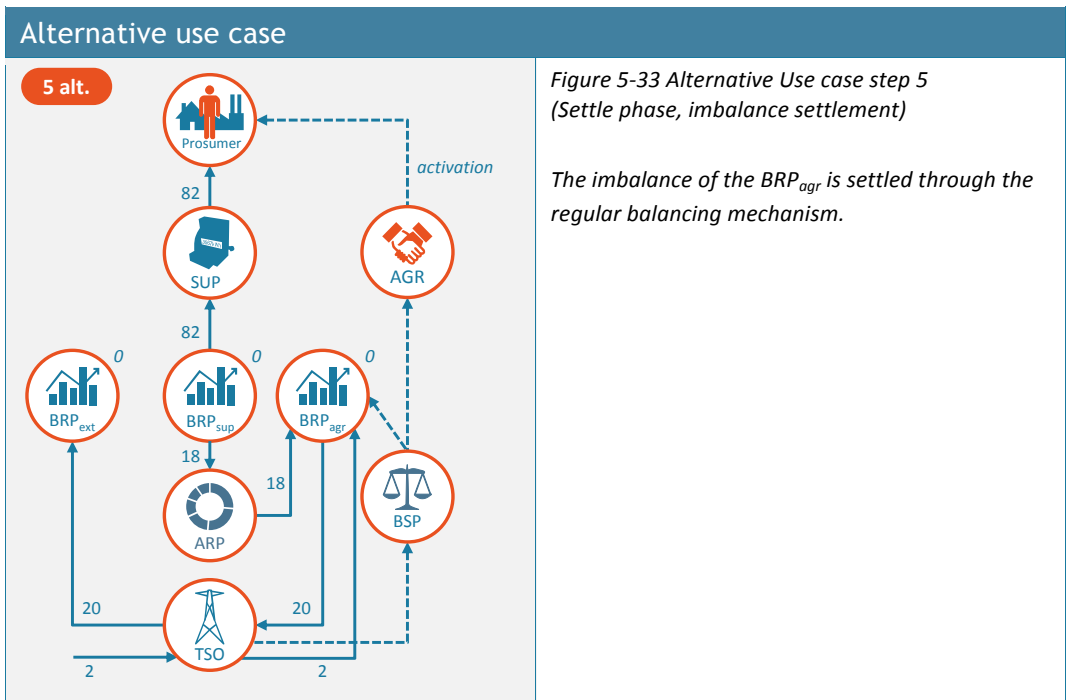 Alternative use case
5 alt.
Prosumer
activation
82
SUP
AGR
82
0
0
0
BRPext
BRPsup
BRPagr
18
18
ARP
BSP
20
20
TSO
2
2
Figure 5-33 Alternative Use case step 5
(Settle phase, imbalance settlement)
The imbalance of the BRPagr is settled through the
regular balancing mechanism.